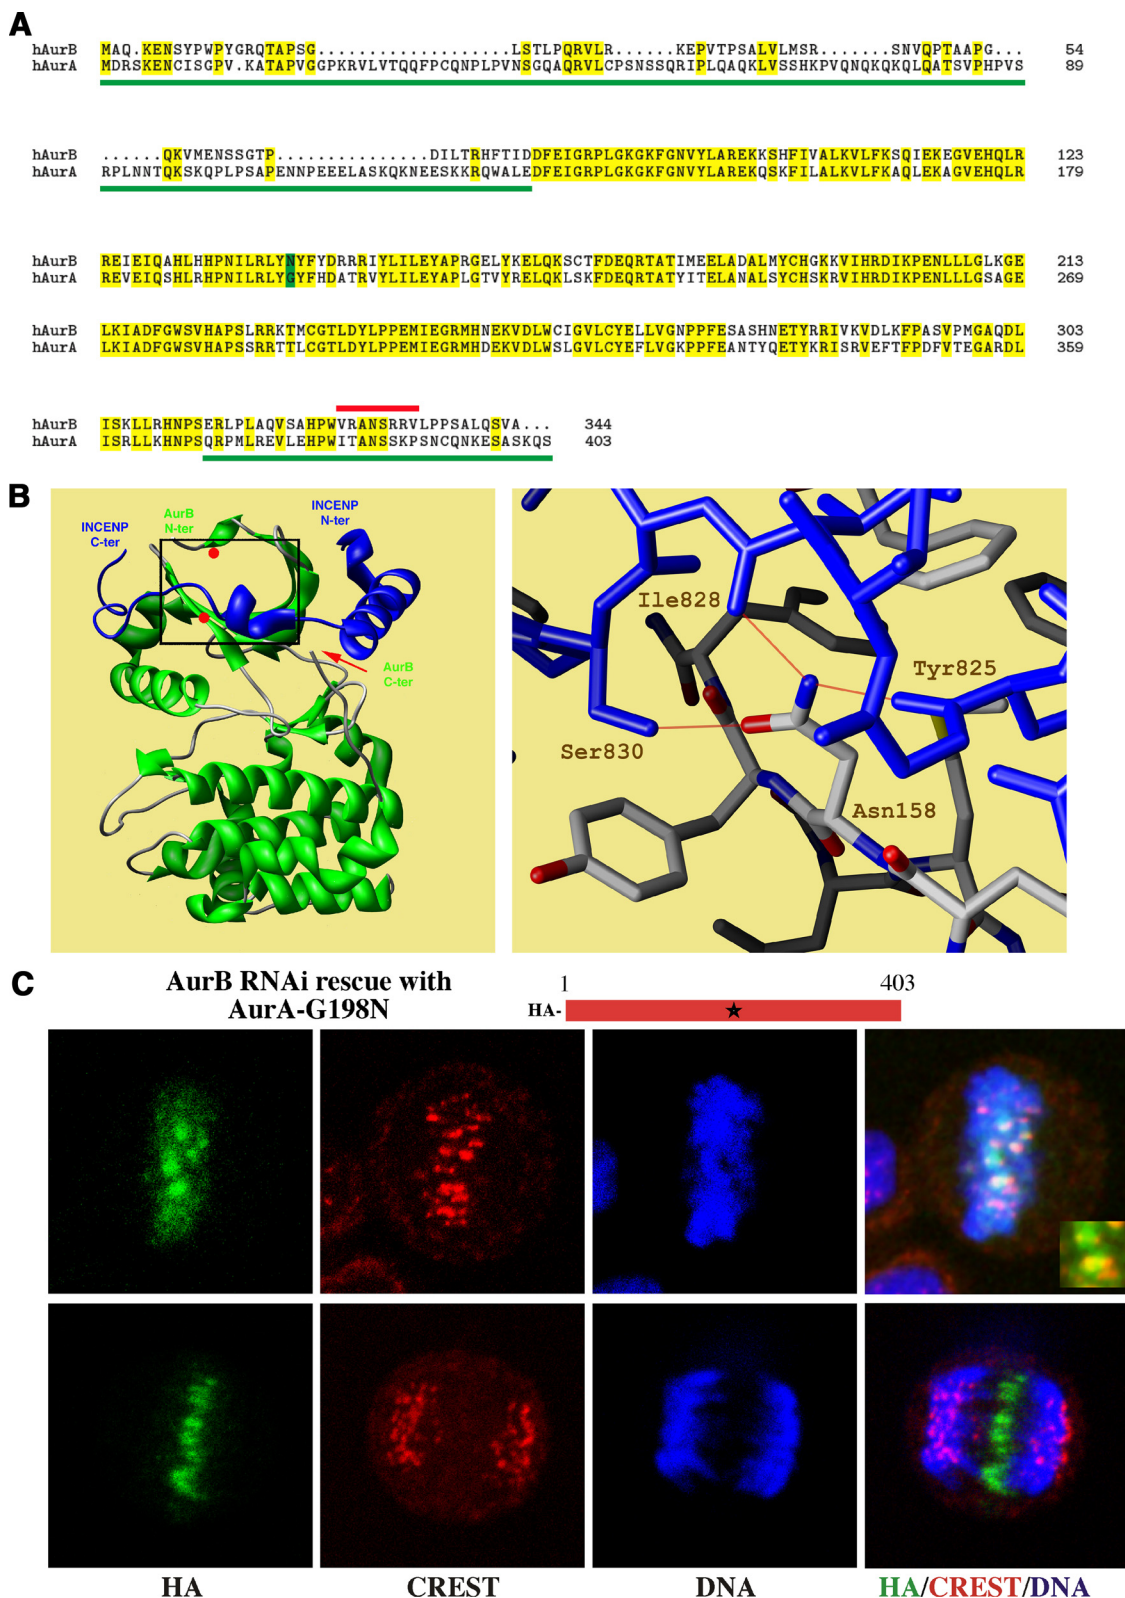 A
hAurB MAQ.KENSYPWPYGRQTAPSG...................LSTLPQRVLR......KEPVTPSALVLMSR.......SNVQPTAAPG... 54
hAurA MDRSKENCISGPV.KATAPVGGPKRVLVTQQFPCQNPLPVNSGQAQRVLCPSNSSQRIPLQAQKLVSSHKPVQNQKQKQLQATSVPHPVS 89
hAurB ......QKVMENSSGTP...............DILTRHFTIDDFEIGRPLGKGKFGNVYLAREKKSHFIVALKVLFKSQIEKEGVEHQLR 123
hAurA RPLNNTQKSKQPLPSAPENNPEEELASKQKNEESKKRQWALEDFEIGRPLGKGKFGNVYLAREKQSKFILALKVLFKAQLEKAGVEHQLR 179
hAurB REIEIQAHLHHPNILRLYNYFYDRRRIYLILEYAPRGELYKELQKSCTFDEQRTATIMEELADALMYCHGKKVIHRDIKPENLLLGLKGE 213
hAurA REVEIQSHLRHPNILRLYGYFHDATRVYLILEYAPLGTVYRELQKLSKFDEQRTATYITELANALSYCHSKRVIHRDIKPENLLLGSAGE 269
hAurB LKIADFGWSVHAPSLRRKTMCGTLDYLPPEMIEGRMHNEKVDLWCIGVLCYELLVGNPPFESASHNETYRRIVKVDLKFPASVPMGAQDL 303
hAurA LKIADFGWSVHAPSSRRTTLCGTLDYLPPEMIEGRMHDEKVDLWSLGVLCYEFLVGKPPFEANTYQETYKRISRVEFTFPDFVTEGARDL 359
hAurB ISKLLRHNPSERLPLAQVSAHPWVRANSRRVLPPSALQSVA... 344
hAurA ISRLLKHNPSQRPMLREVLEHPWITANSSKPSNCQNKESASKQS 403
B
INCENP
C-ter
AurB
N-ter
INCENP
N-ter
AurB
C-ter
Ile828
Tyr825
Ser830
Asn158
C
AurB RNAi rescue with
AurA-G198N
1 403
HA-
HA
CREST
DNA
HA/CREST/DNA